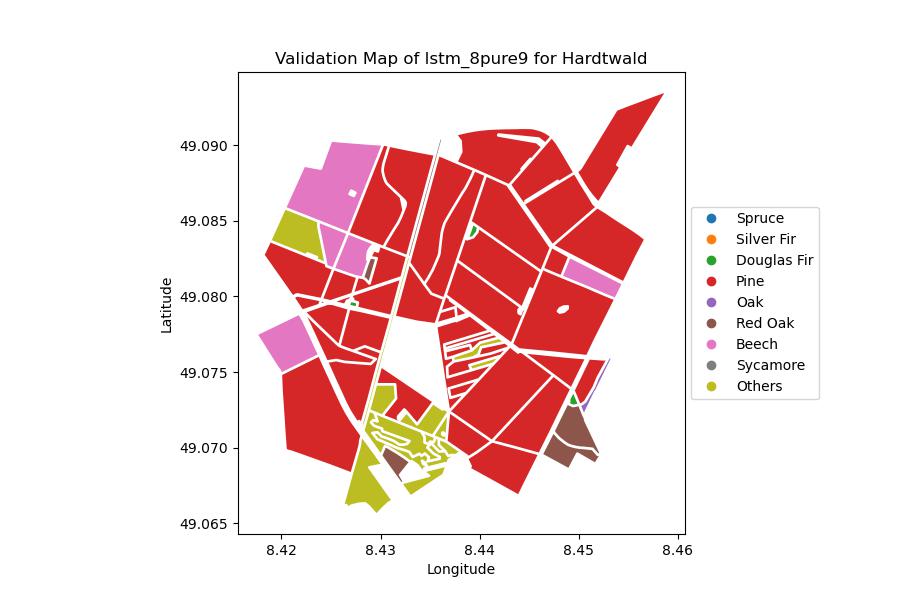 Validation Map of lstm_8pure9 for Hardtwald
49.090
49.085
49.080
49.075
49.070
49.065
Latitude
8.42
8.43
8.44
8.45
8.46
Longitude
Spruce
Silver Fir
Douglas Fir
Pine
Oak
Red Oak
Beech
Sycamore
Others